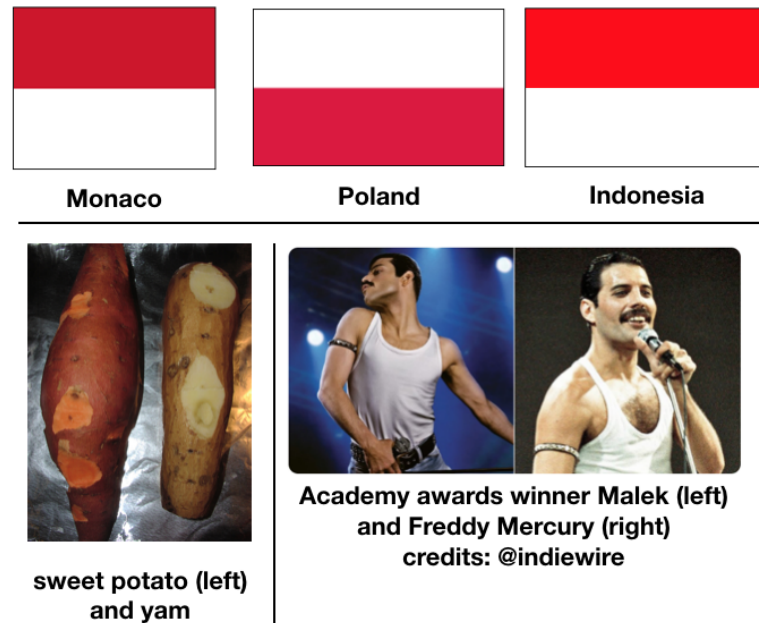 Monaco
Poland
Indonesia
sweet potato (left)
and yam
Academy awards winner Malek (left)
and Freddy Mercury (right)
credits: @indiewire